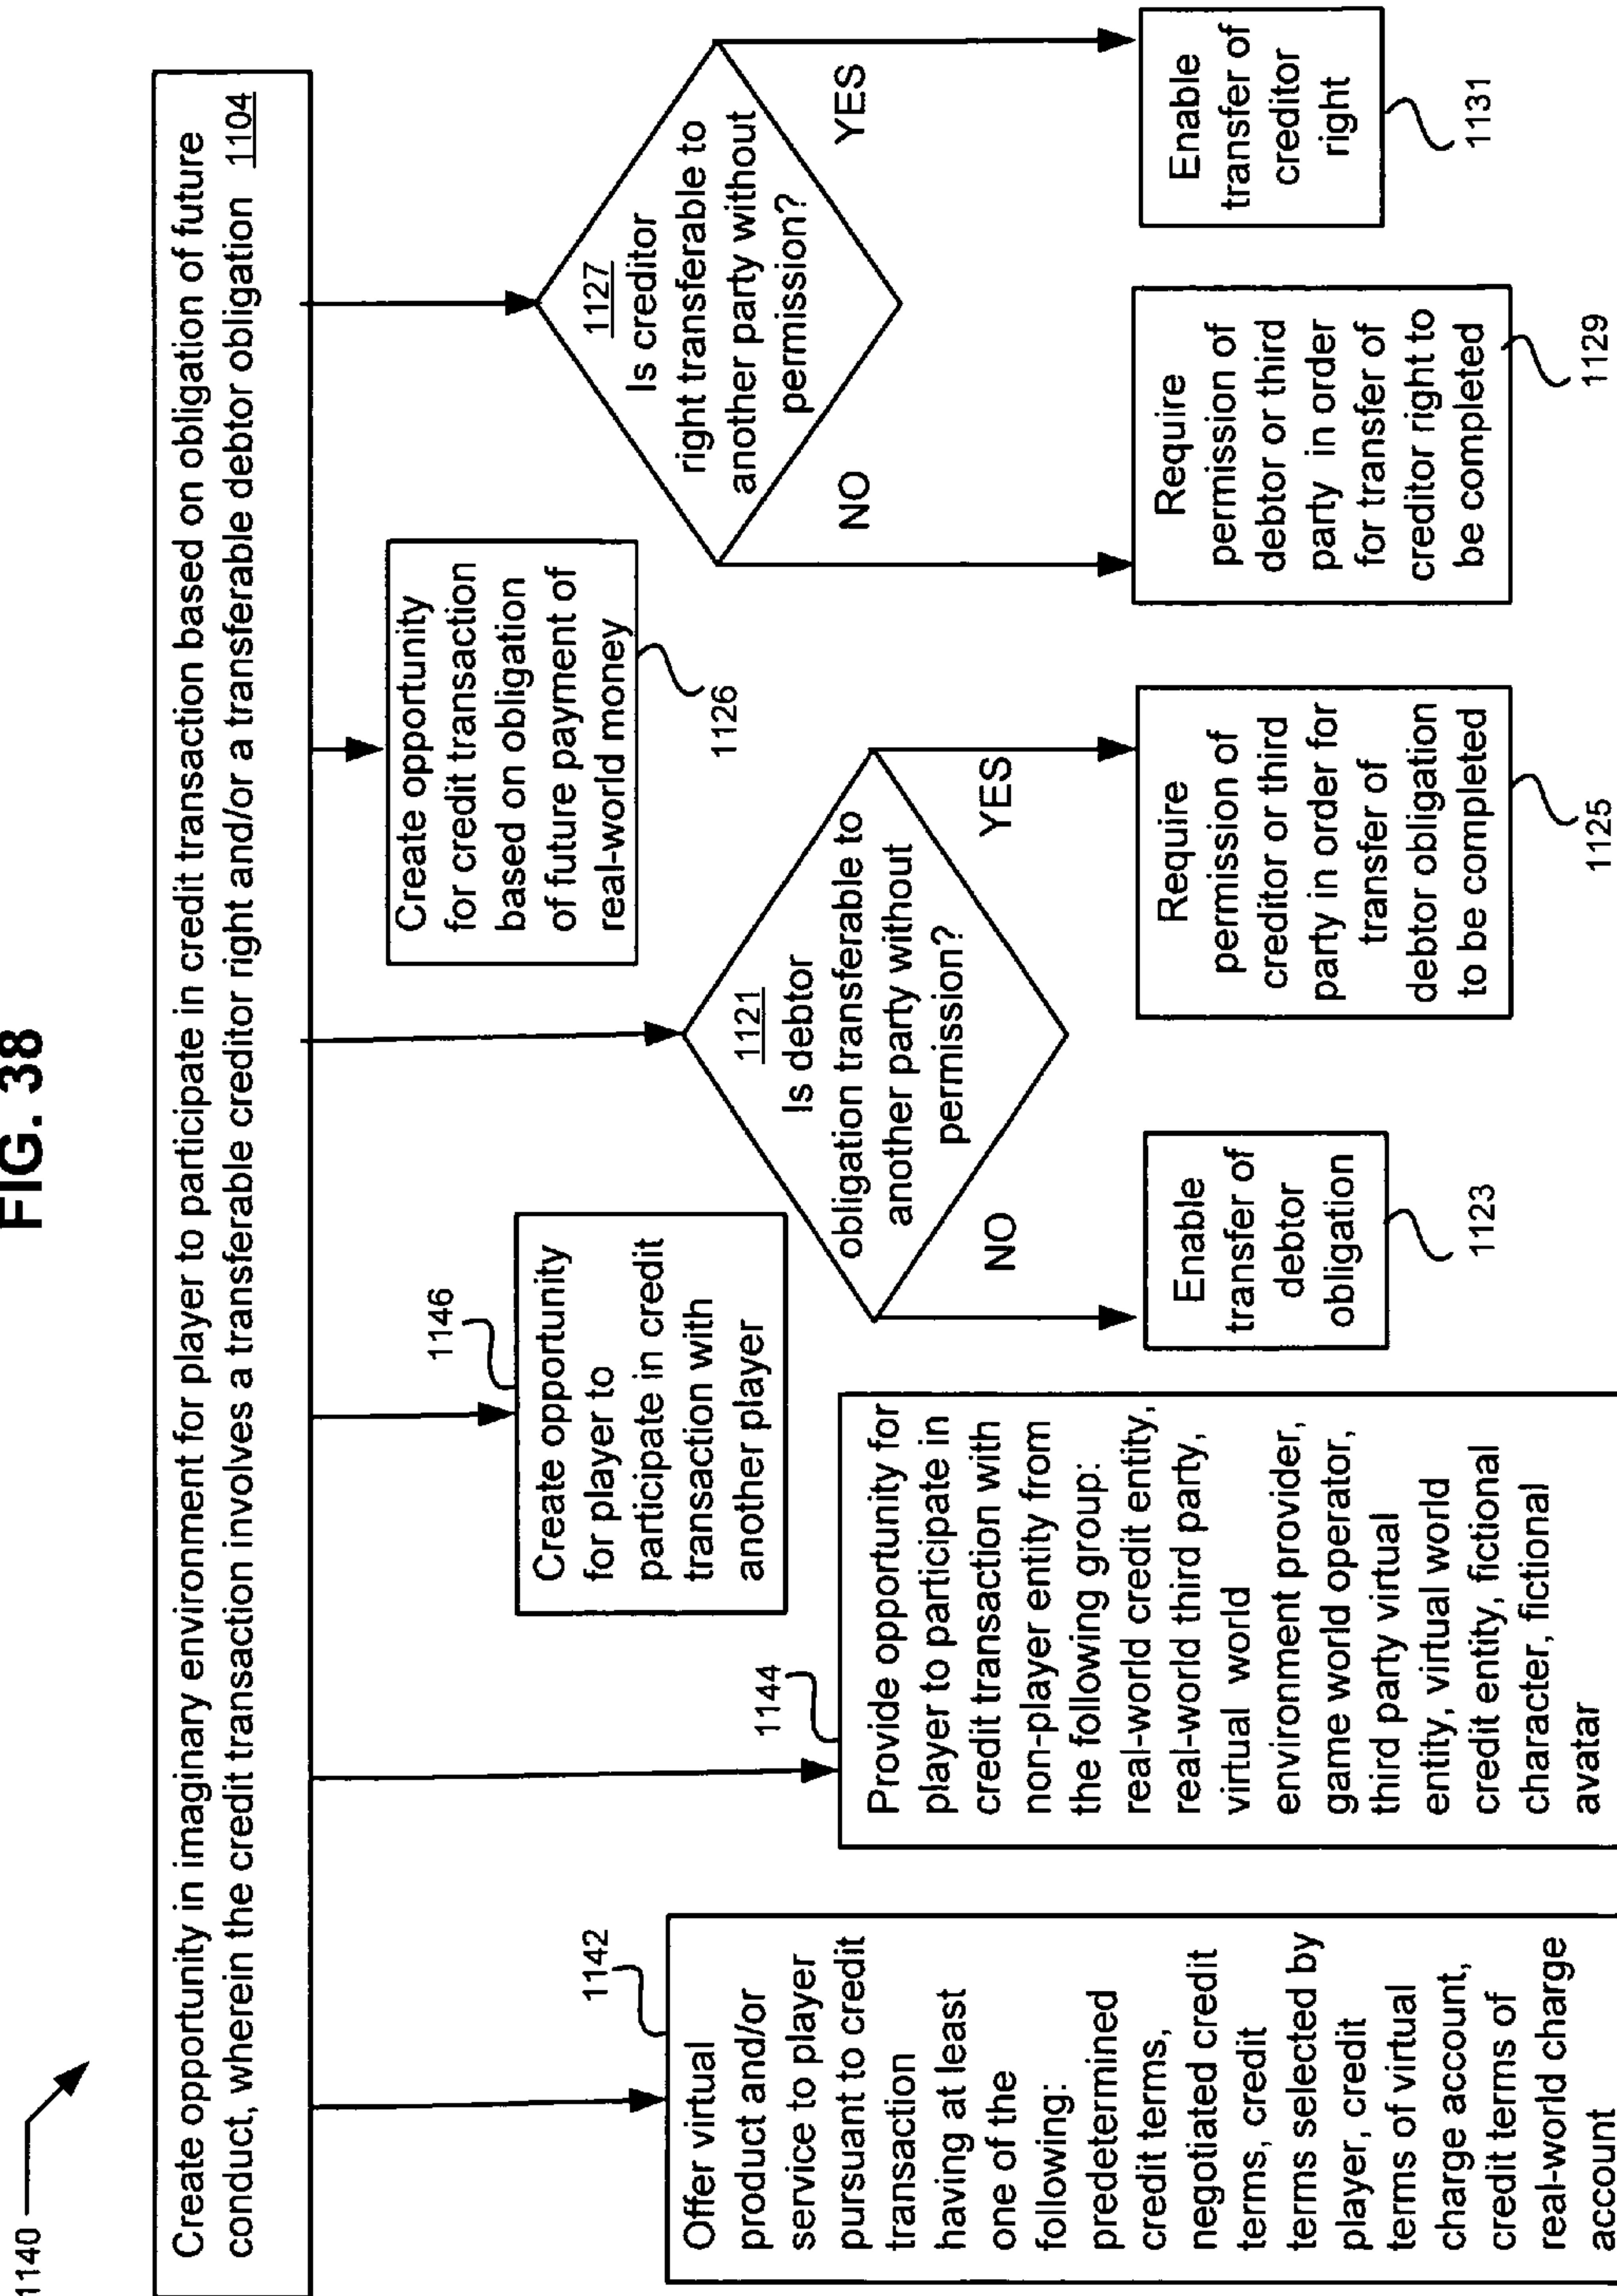 FIG. 38
1140
Create opportunity in imaginary environment for player to participate in credit transaction based on obligation of future
conduct, wherein the credit transaction involves a transferable creditor right and/or a transferable debtor obligation 1104
1142
Offer virtual
product and/or
service to player
pursuant to credit
transaction
having at least
one of the
following:
predetermined
credit terms,
negotiated credit
terms, credit
terms selected by
player, credit
terms of virtual
charge account,
credit terms of
real-world charge
account
1144
Provide opportunity for
player to participate in
credit transaction with
non-player entity from
the following group:
real-world credit entity,
real-world third party,
virtual world
environment provider,
game world operator,
third party virtual
entity, virtual world
credit entity, fictional
character, fictional
avatar
1146
Create opportunity
for player to
participate in credit
transaction with
another player
1121
Is debtor
obligation transferable to
another party without
permission?
NO
YES
Enable
transfer of
debtor
obligation
1123
Require
permission of
creditor or third
party in order for
transfer of
debtor obligation
to be completed
1125
Create opportunity
for credit transaction
based on obligation
of future payment of
real-world money
1126
1127
Is creditor
right transferable to
another party without
permission?
NO
YES
Require
permission of
debtor or third
party in order
for transfer of
creditor right to
be completed
1129
Enable
transfer of
creditor
right
1131